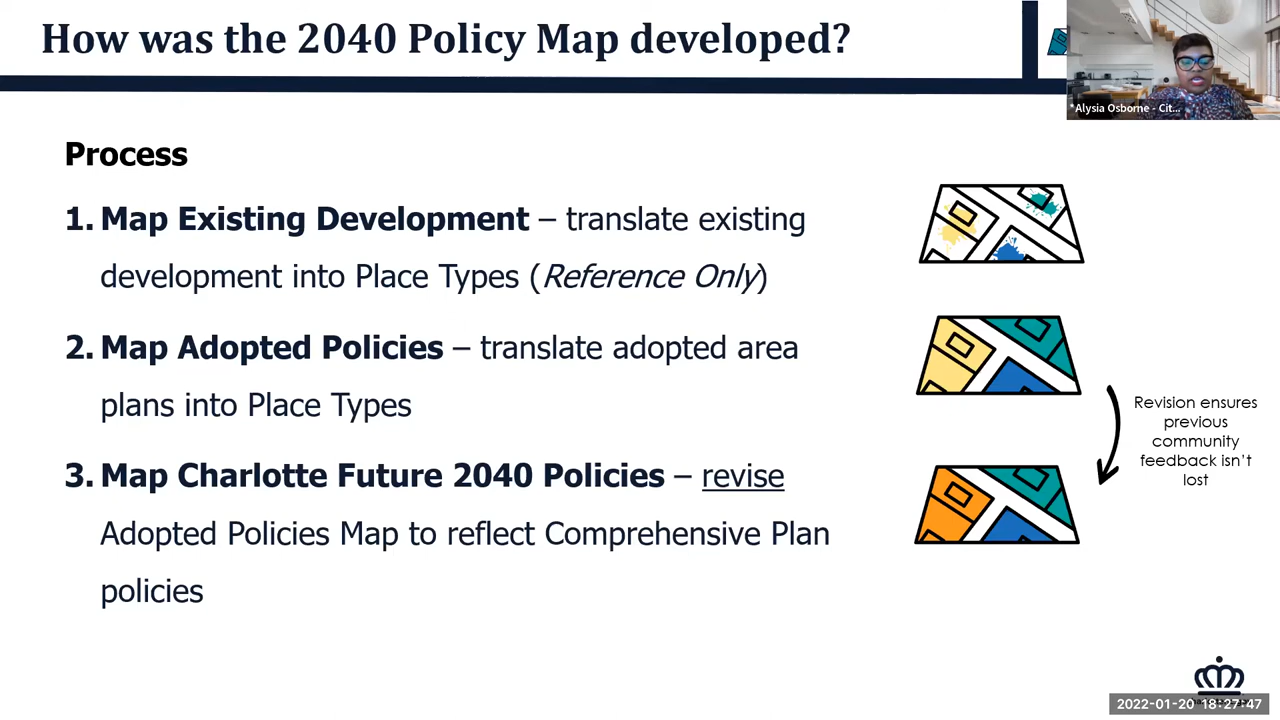 How was the 2040 Policy Map developed?
*Alysia Osborne - Cit...
Process
1. Map Existing Development – translate existing
development into Place Types (Reference Only)
2. Map Adopted Policies – translate adopted area
plans into Place Types
3. Map Charlotte Future 2040 Policies – revise
Adopted Policies Map to reflect Comprehensive Plan
policies
Revision ensures
previous
community
feedback isn’t
lost
2022-01-20 18:27:47